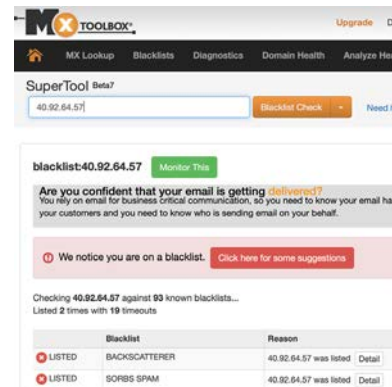 MX TOOLBOX®
Upgrade
MX Lookup Blacklists Diagnostics Domain Health Analyze
SuperTool Beta7
40.92.64.57 Blacklist Check Need
blacklist:40.92.64.57 Monitor This
Are you confident that your email is getting delivered?
You rely on email for business critical communication, so you need to know your email
your customers and you need to know who is sending email on your behalf.
We notice you are on a blacklist. Click here for some suggestions
Checking 40.92.64.57 against 93 known blacklists...
Listed 2 times with 19 timeouts
Blacklist Reason
LISTED BACKSCATTERER 40.92.64.57 was listed Detail
LISTED SORBS SPAM 40.92.64.57 was listed Detail